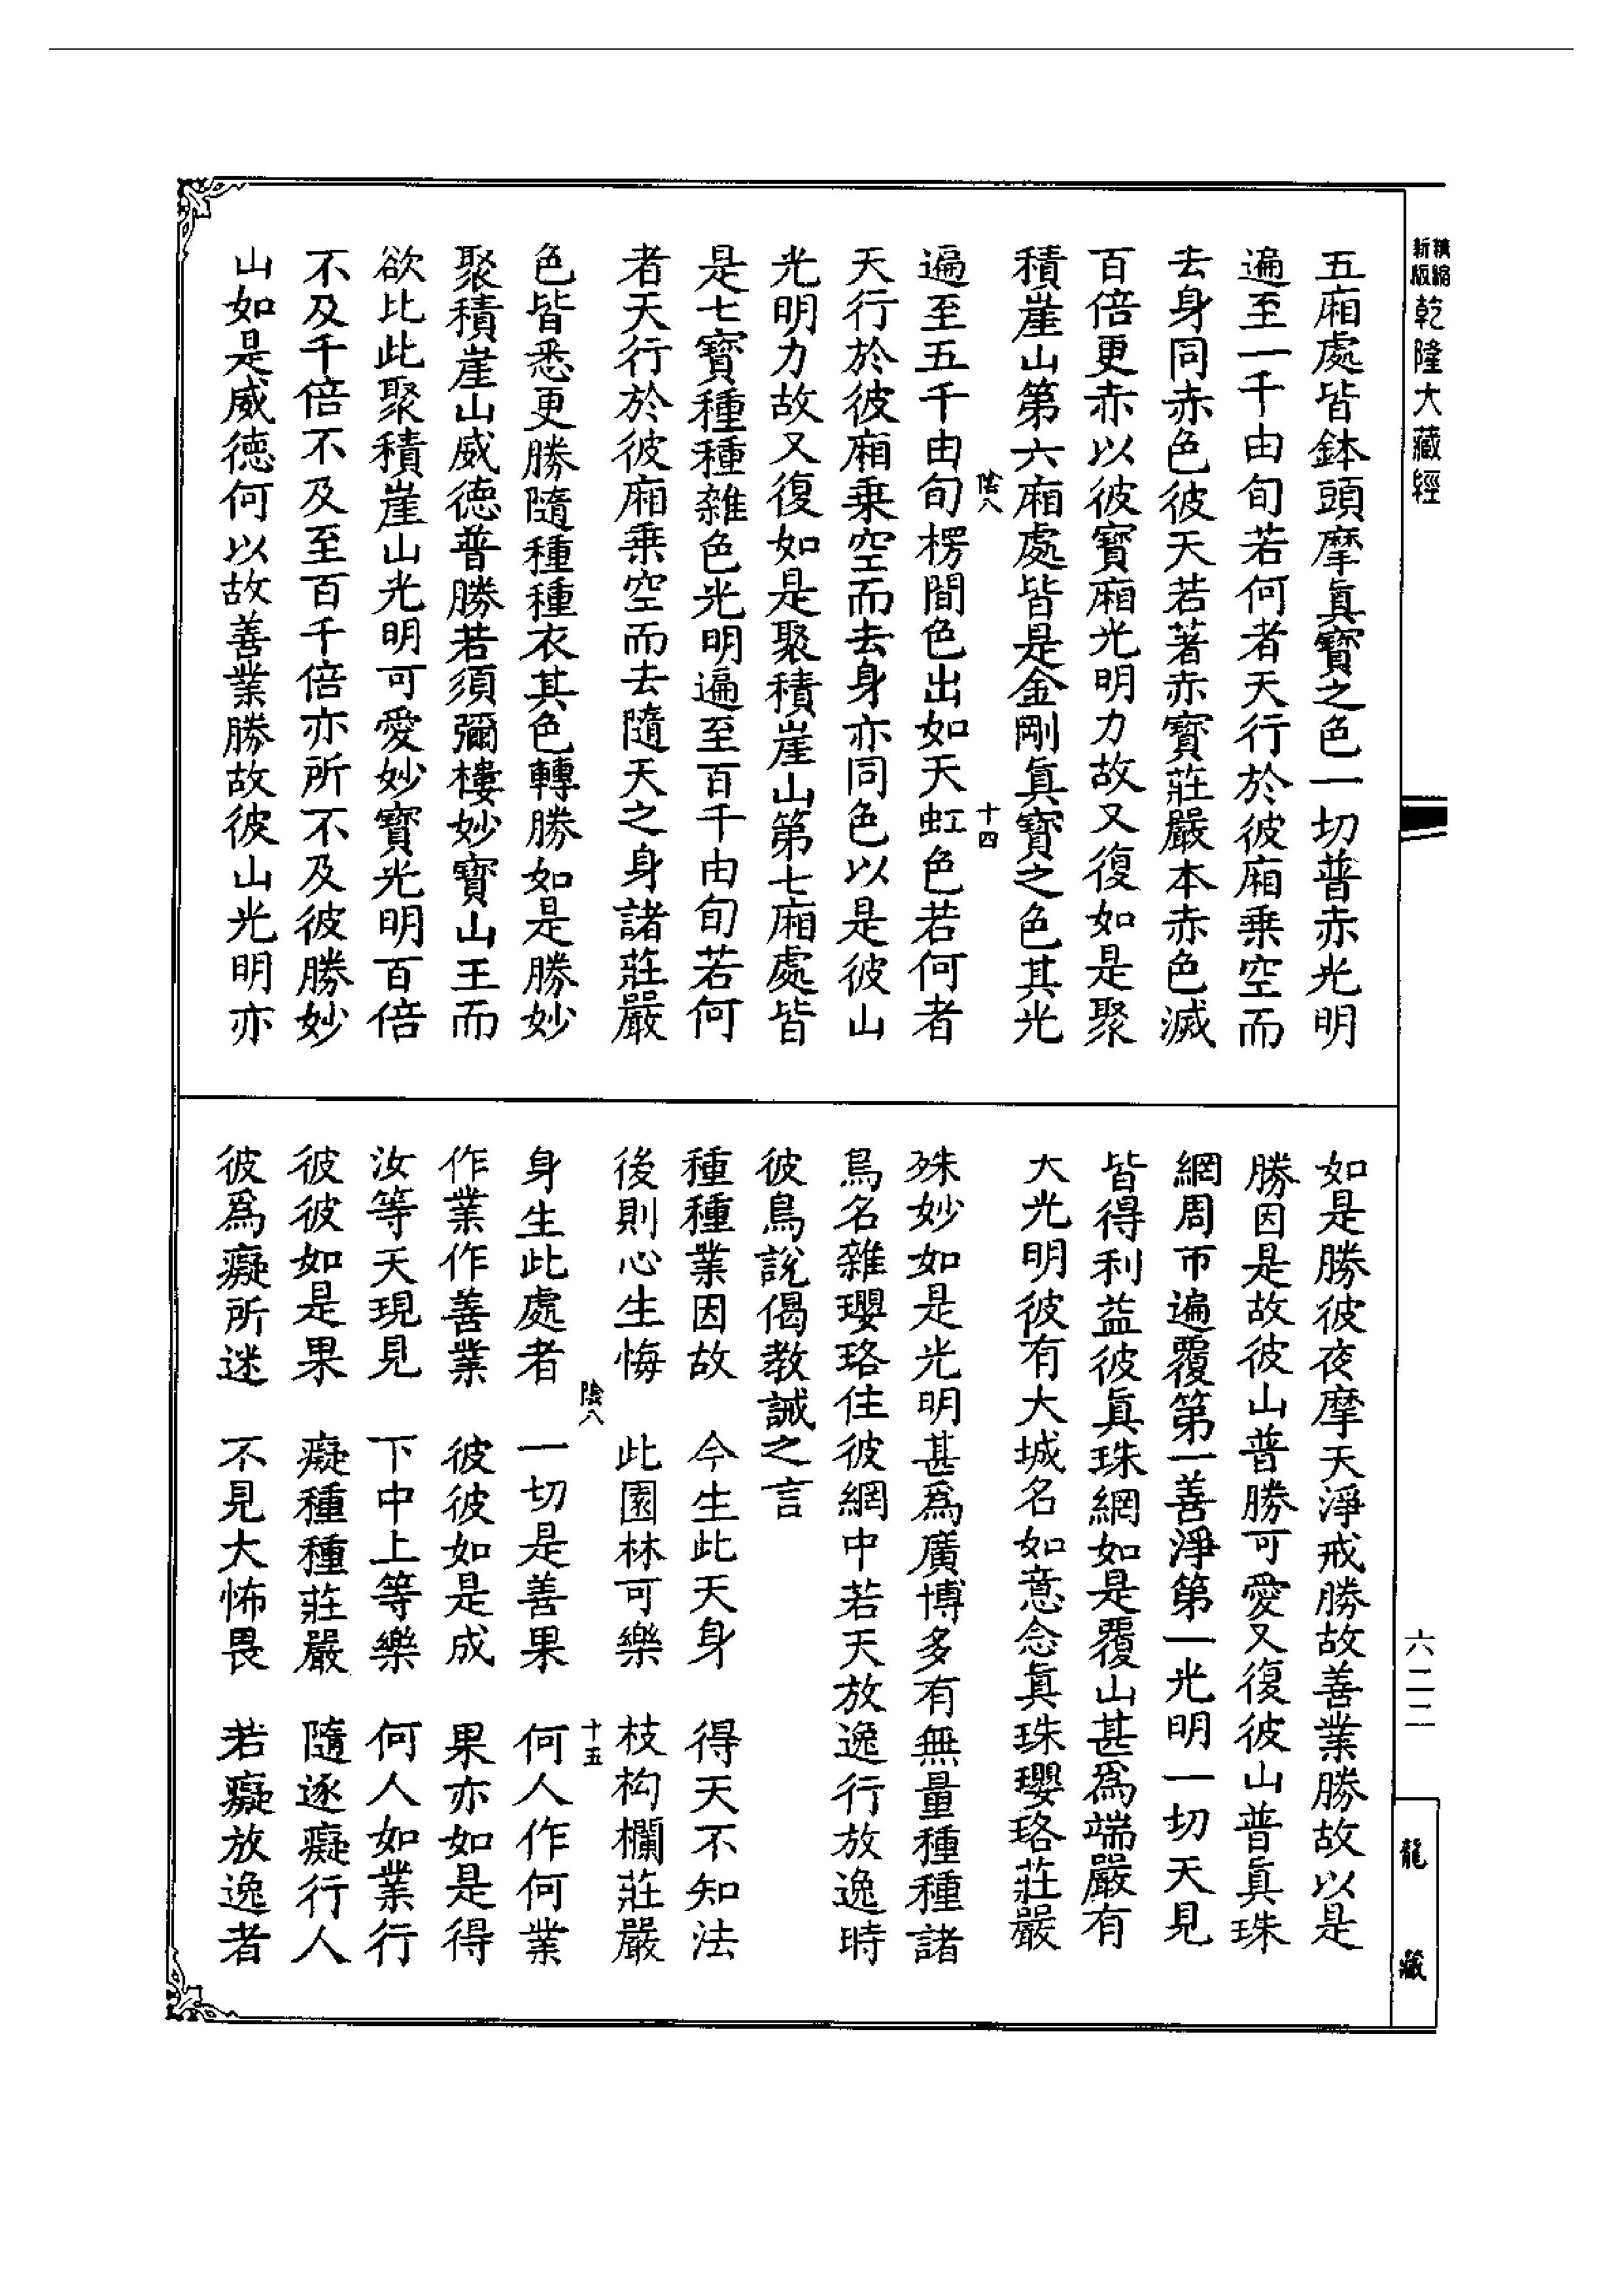 精縮
新版
乾隆大藏經
五廂處皆鉢頭摩真寶之色一切普赤光明
遍至一千由旬若何者天行於彼廂乗空而
去身同赤色彼天若著赤寶莊嚴本赤色滅
百倍更赤以彼寶廂光明力故又復如是聚
積崖山第六廂處皆是金剛真寶之色其光
陰八
十四
遍至五千由旬楞間色出如天虹色若何者
天行於彼廂乗空而去身亦同色以是彼山
光明力故又復如是聚積崖山第七廂處皆
是七寶種種雜色光明遍至百千由旬若何
者天行於彼廂乗空而去隨天之身諸莊嚴
色皆悉更勝隨種種衣其色轉勝如是勝妙
聚積崖山威德普勝若須彌樓妙寶山王而
欲比此聚積崖山光明可愛妙寶光明百倍
不及千倍不及至百千倍亦所不及彼勝妙
山如是威德何以故善業勝故彼山光明亦
如是勝彼夜摩天淨戒勝故善業勝故以是
勝因是故彼山普勝可愛又復彼山普真珠
網周帀遍覆第一善淨第一光明一切天見
皆得利益彼真珠網如是覆山甚爲端嚴有
大光明彼有大城名如意念真珠瓔珞莊嚴
殊妙如是光明甚爲廣博多有無量種種諸
鳥名雜瓔珞住彼網中若天放逸行放逸時
彼鳥說偈教誡之言
種種業因故　今生此天身　得天不知法
後則心生悔　此園林可樂　枝构欄莊嚴
陰八
十五
身生此處者　一切是善果　何人作何業
作業作善業　彼彼如是成　果亦如是得
汝等天現見　下中上等樂　何人如業行
彼彼如是果　癡種種莊嚴　隨逐癡行人
彼爲癡所迷　不見大怖畏　若癡放逸者
六二二
龍藏